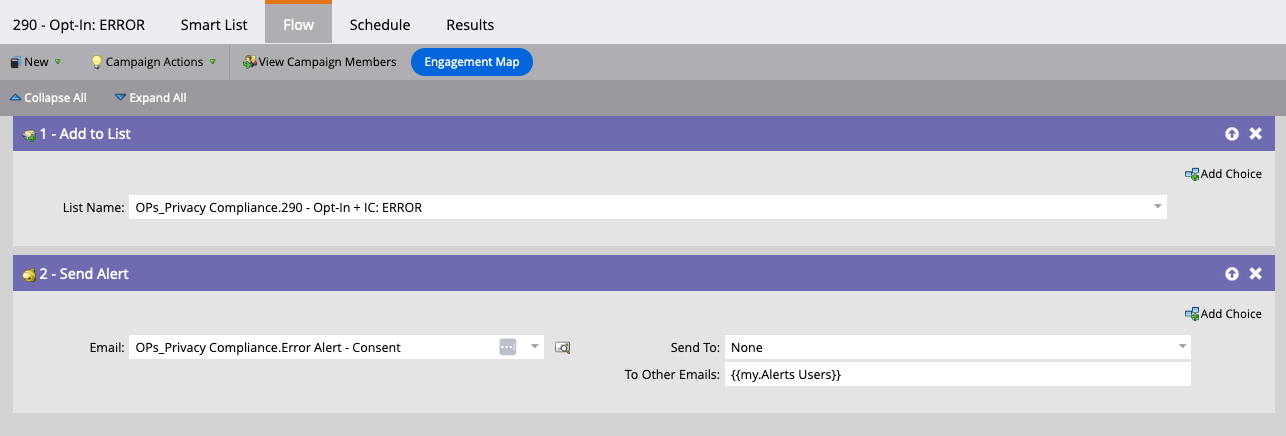 290 - Opt-In: ERROR Smart List Flow Schedule Results
New Campaign Actions View Campaign Members Engagement Map
Collapse All Expand All
1 - Add to List
Add Choice
List Name: OPs_Privacy Compliance.290 - Opt-In + IC: ERROR
2 - Send Alert
Add Choice
Email: OPs_Privacy Compliance.Error Alert - Consent Send To: None
To Other Emails: {{my.Alerts Users}}